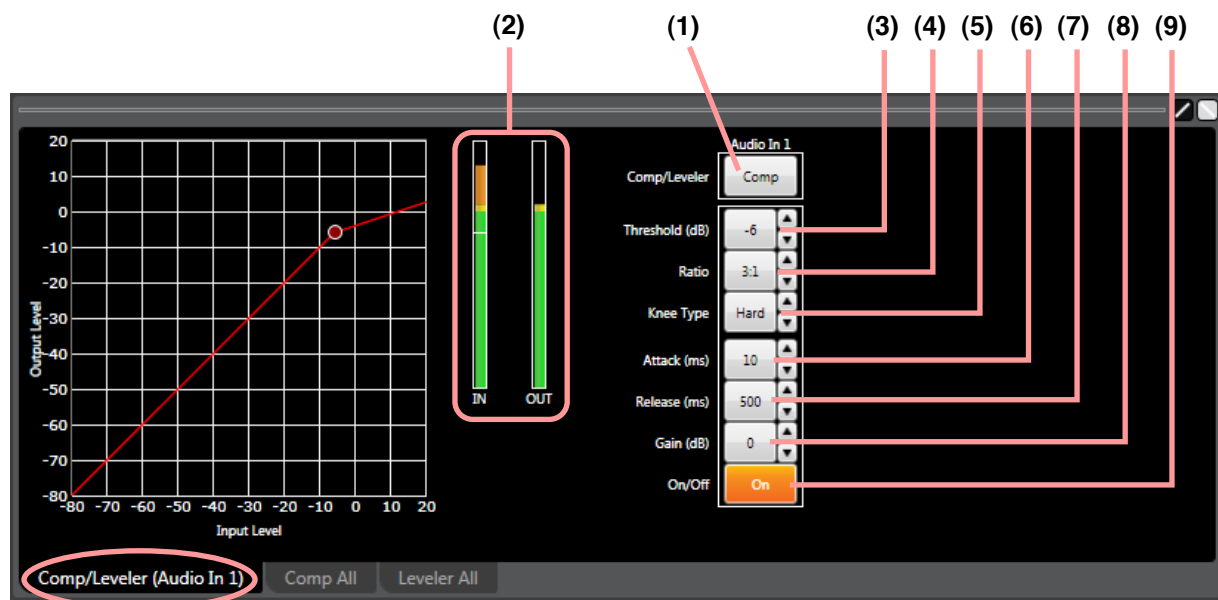 (2) (1) (3) (4) (5) (6) (7) (8) (9)
Audio In 1
Comp/Leveler Comp
Threshold (dB) -6
Ratio 3:1
Knee Type Hard
Attack (ms) 10
Release (ms) 500
Gain (dB) 0
On/Off On
20
10
0
-10
-20
-30
-40
-50
-60
-70
-80
Output Level
-80 -70 -60 -50 -40 -30 -20 -10 0 10 20
Input Level
IN OUT
Comp/Leveler (Audio In 1) Comp All Leveler All